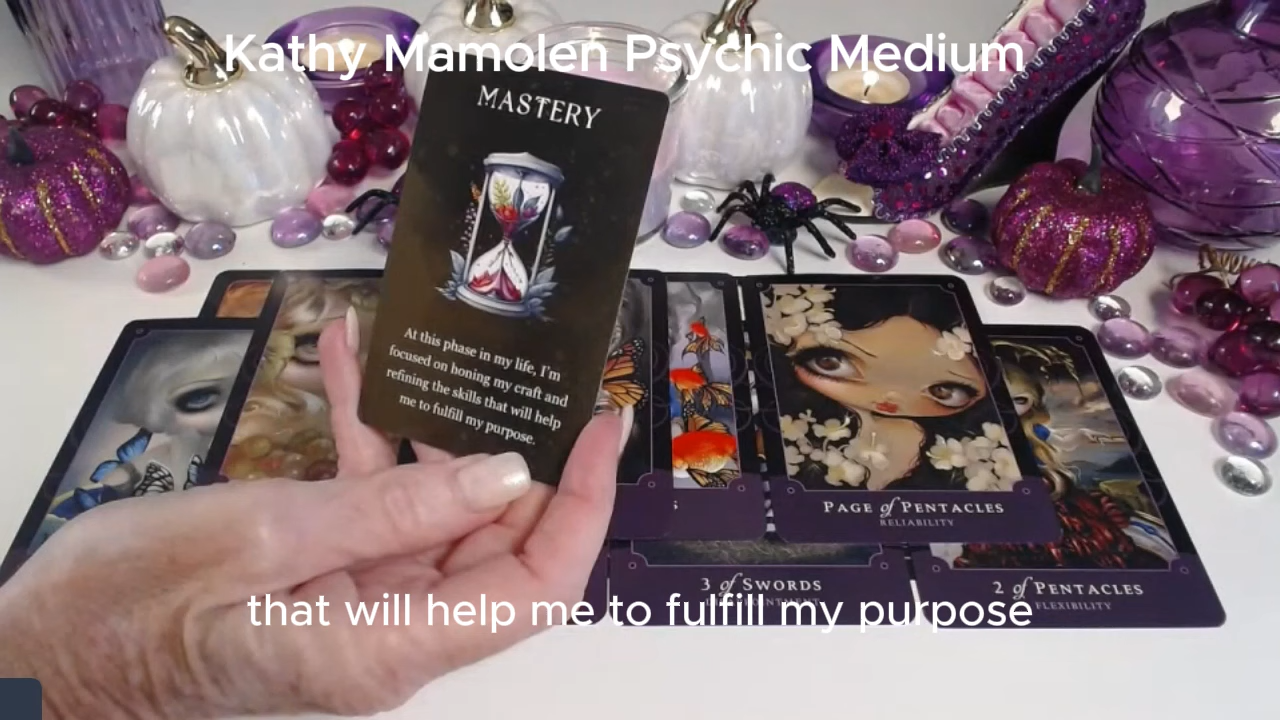 Kathy Mamolen Psychic Medium
MASTERY
At this phase in my life, I'm
focused on honing my craft and
refining the skills that will help
me to fulfill my purpose.
PAGE of PENTACLES
RELIABILITY
3 of SWORDS
2 of PENTACLES
FLEXIBILITY
that will help me to fulfill my purpose